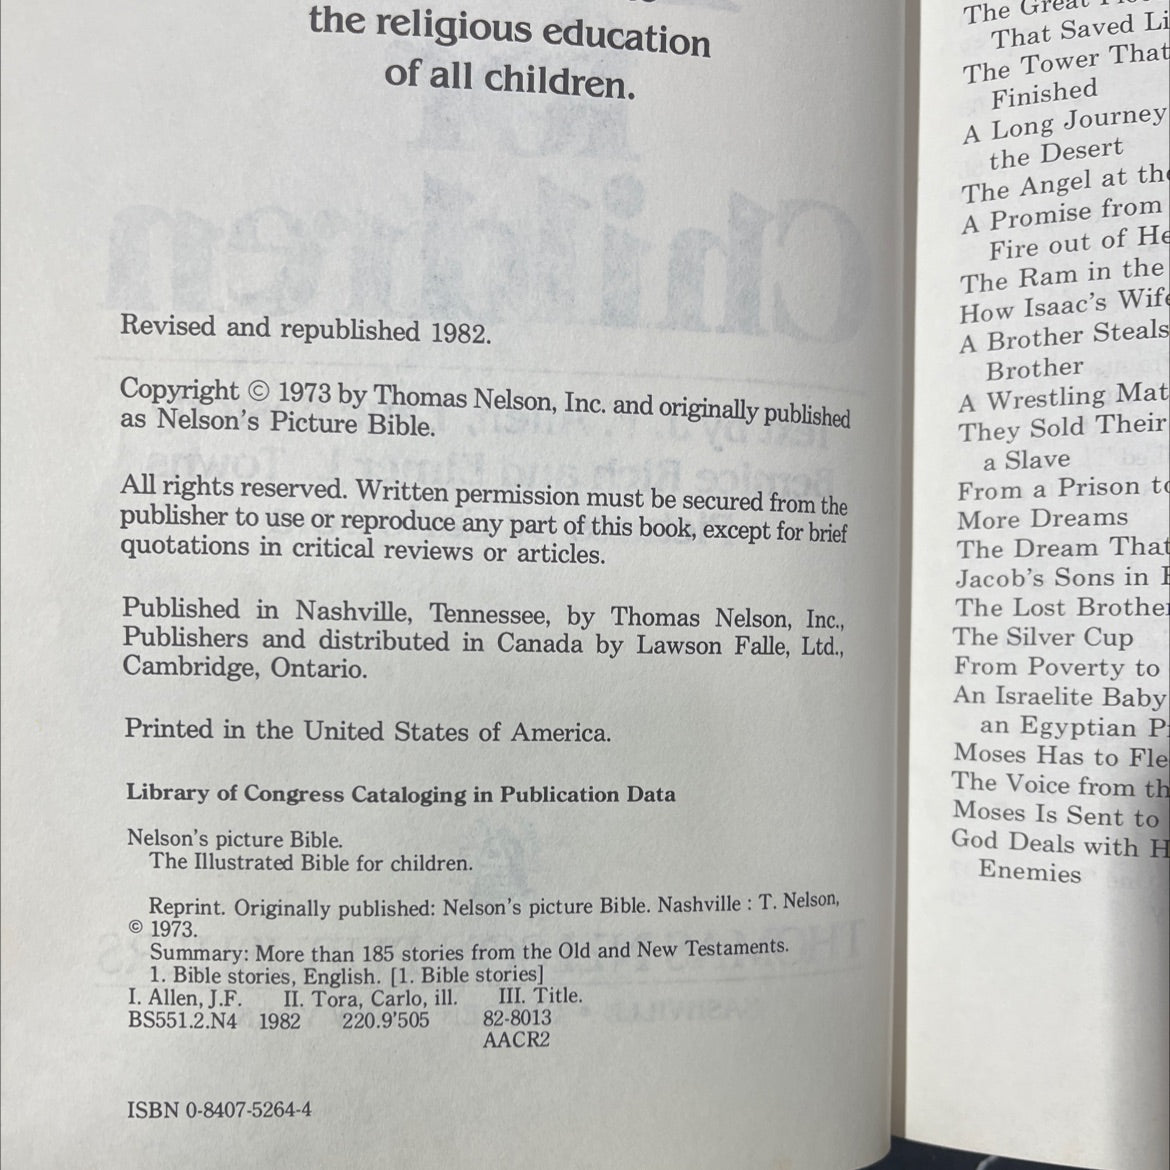 the religious education
of all children.
Revised and republished 1982.
Copyright © 1973 by Thomas Nelson, Inc. and originally published
as Nelson's Picture Bible.
All rights reserved. Written permission must be secured from the
publisher to use or reproduce any part of this book, except for brief
quotations in critical reviews or articles.
Published in Nashville, Tennessee, by Thomas Nelson, Inc.,
Publishers and distributed in Canada by Lawson Falle, Ltd.,
Cambridge, Ontario.
Printed in the United States of America.
Library of Congress Cataloging in Publication Data
Nelson's picture Bible.
The Illustrated Bible for children.
Reprint. Originally published: Nelson's picture Bible. Nashville : T. Nelson,
© 1973.
Summary: More than 185 stories from the Old and New Testaments.
1. Bible stories, English. [1. Bible stories]
I. Allen, J.F. II. Tora, Carlo, ill. III. Title.
BS551.2.N4 1982 220.9'505 82-8013
AACR2
ISBN 0-8407-5264-4
The Great
That Saved
The Tower That
Finished
A Long Journey
the Desert
The Angel at
A Promise from
Fire out of
The Ram in the
How Isaac's
A Brother Steals
Brother
A Wrestling
They Sold Their
a Slave
From a Prison
More Dreams
The Dream That
Jacob's Sons in
The Lost
The Silver Cup
From Poverty to
An Israelite Baby
an Egyptian
Moses Has to
The Voice from
Moses Is Sent to
God Deals with
Enemies